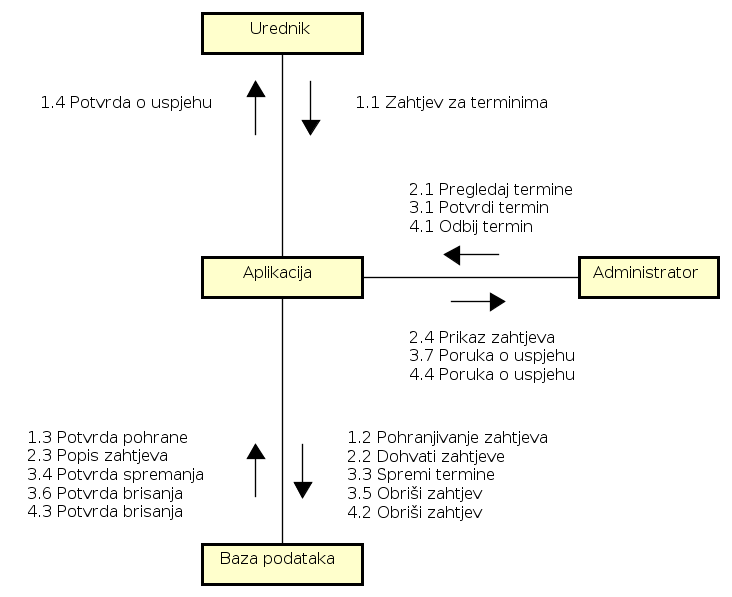 Urednik
1.4 Potvrda o uspjehu
1.1 Zahtjev za terminima
2.1 Pregledaj termine
3.1 Potvrdi termin
4.1 Odbij termin
Aplikacija
Administrator
2.4 Prikaz zahtjeva
3.7 Poruka o uspjehu
4.4 Poruka o uspjehu
1.3 Potvrda pohrane
2.3 Popis zahtjeva
3.4 Potvrda spremanja
3.6 Potvrda brisanja
4.3 Potvrda brisanja
1.2 Pohranjivanje zahtjeva
2.2 Dohvati zahtjeve
3.3 Spremi termine
3.5 Obriši zahtjev
4.2 Obriši zahtjev
Baza podataka